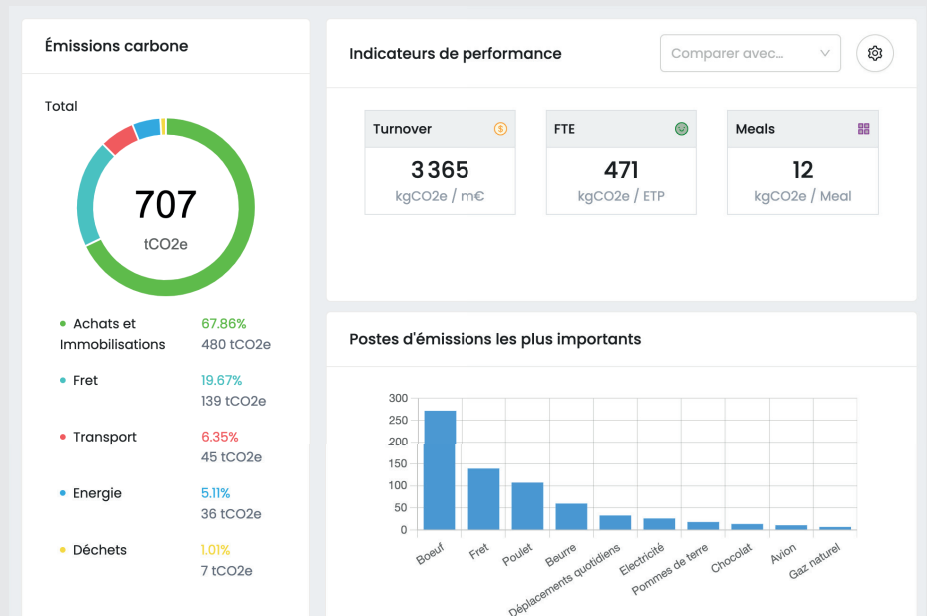 Émissions carbone
Total
707
tCO2e
Achats et
Immobilisations
67.86%
480 tCO2e
Fret
19.67%
139 tCO2e
Transport
6.35%
45 tCO2e
Energie
5.11%
36 tCO2e
Déchets
1.01%
7 tCO2e
Indicateurs de performance
Comparer avec...
Turnover
3 365
kgCO2e / m€
FTE
471
kgCO2e / ETP
Meals
12
kgCO2e / Meal
Postes d'émissions les plus importants
300
250
200
150
100
50
0
Boeuf
Fret
Poulet
Beurre
Déplacements quotidiens
Electricité
Pommes de terre
Chocolat
Avion
Gaz naturel